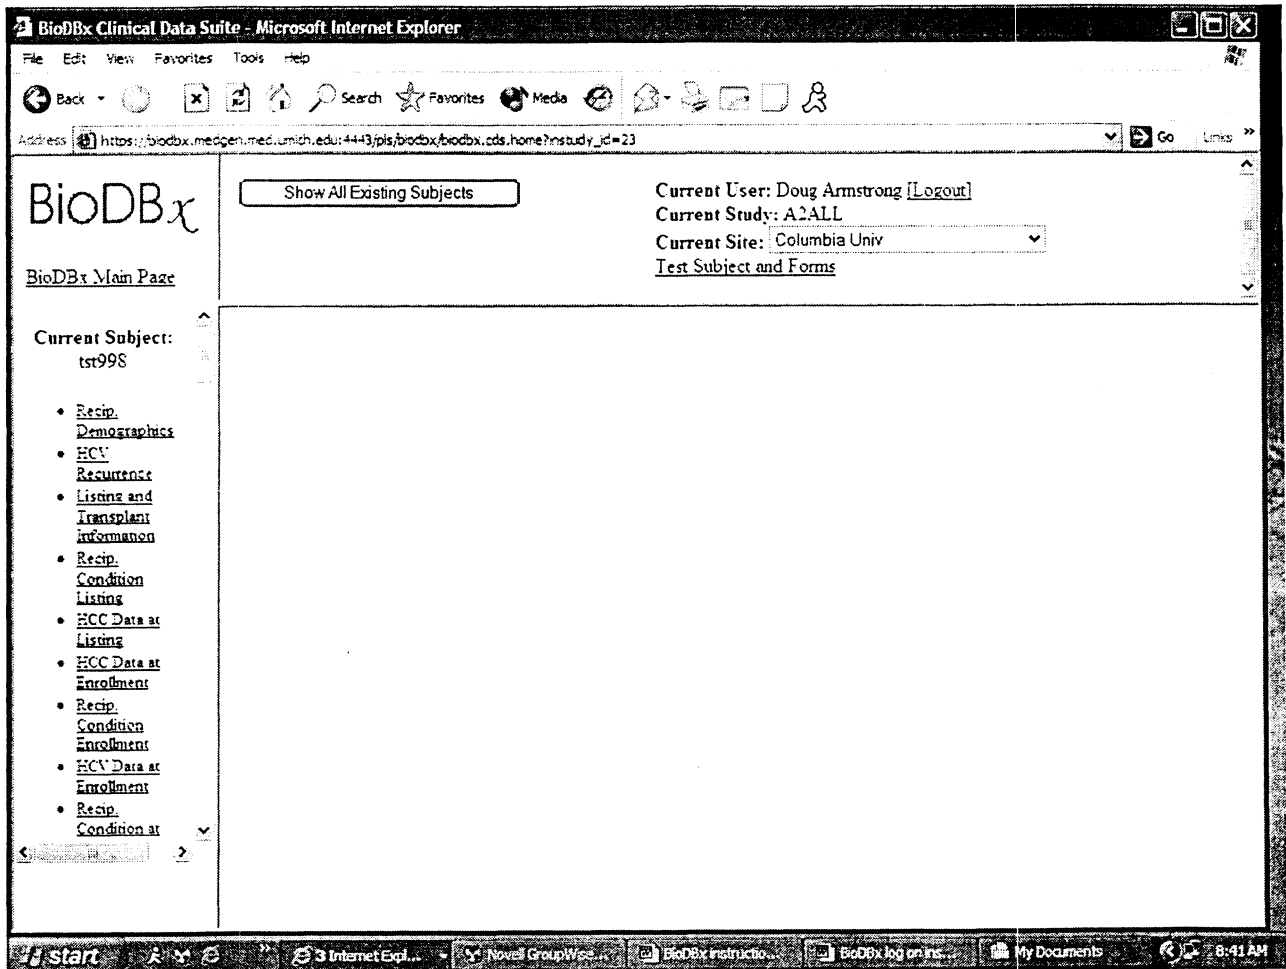 BioDBx Clinical Data Suite - Microsoft Internet Explorer
File Edit View Favorites Tools Help
Back Search Favorites Media
Address https://biodbx.medgen.med.umich.edu:4443/pls/biodbx/biodbx.cds.home?nstudy_id=23 Go Links »
BioDBx
BioDBx Main Page
Show All Existing Subjects
Current User: Doug Armstrong [Logout]
Current Study: A2ALL
Current Site: Columbia Univ
Test Subject and Forms
Current Subject:
tst998
• Recip.
Demographics
• HCV
Recurrence
• Listing and
Transplant
Information
• Recip.
Condition
Listing
• HCC Data at
Listing
• HCC Data at
Enrollment
• Recip.
Condition
Enrollment
• HCV Data at
Enrollment
• Recip.
Condition at
start » 3 Internet Expl... Novell GroupWise... BioDBx instructio... BioDBx log on ins... My Documents 8:41 AM